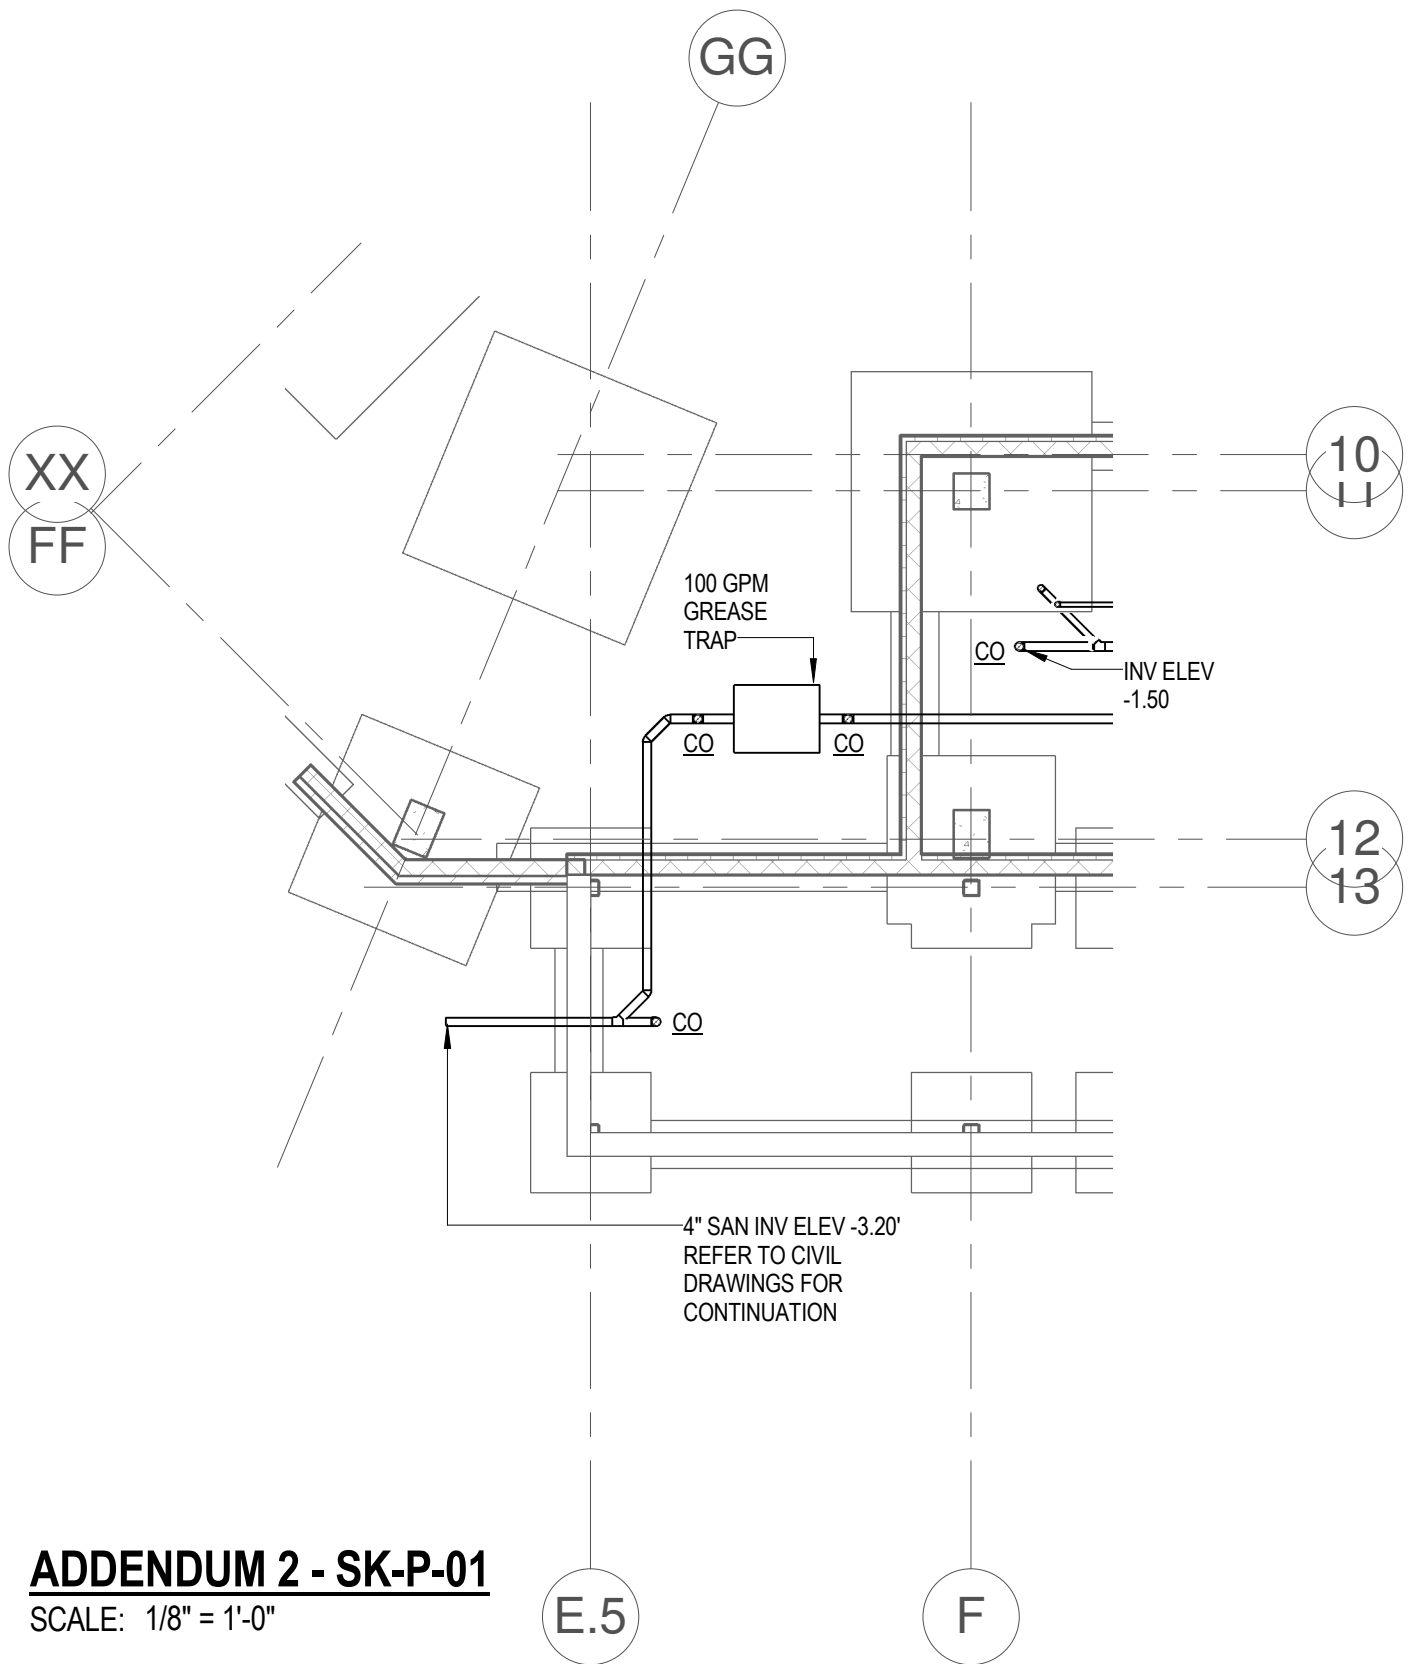 GG
XX
FF
10
11
100 GPM
GREASE
TRAP
CO
INV ELEV
-1.50
CO
CO
12
13
CO
4" SAN INV ELEV -3.20'
REFER TO CIVIL
DRAWINGS FOR
CONTINUATION
ADDENDUM 2 - SK-P-01
SCALE: 1/8" = 1'-0"
E.5
F